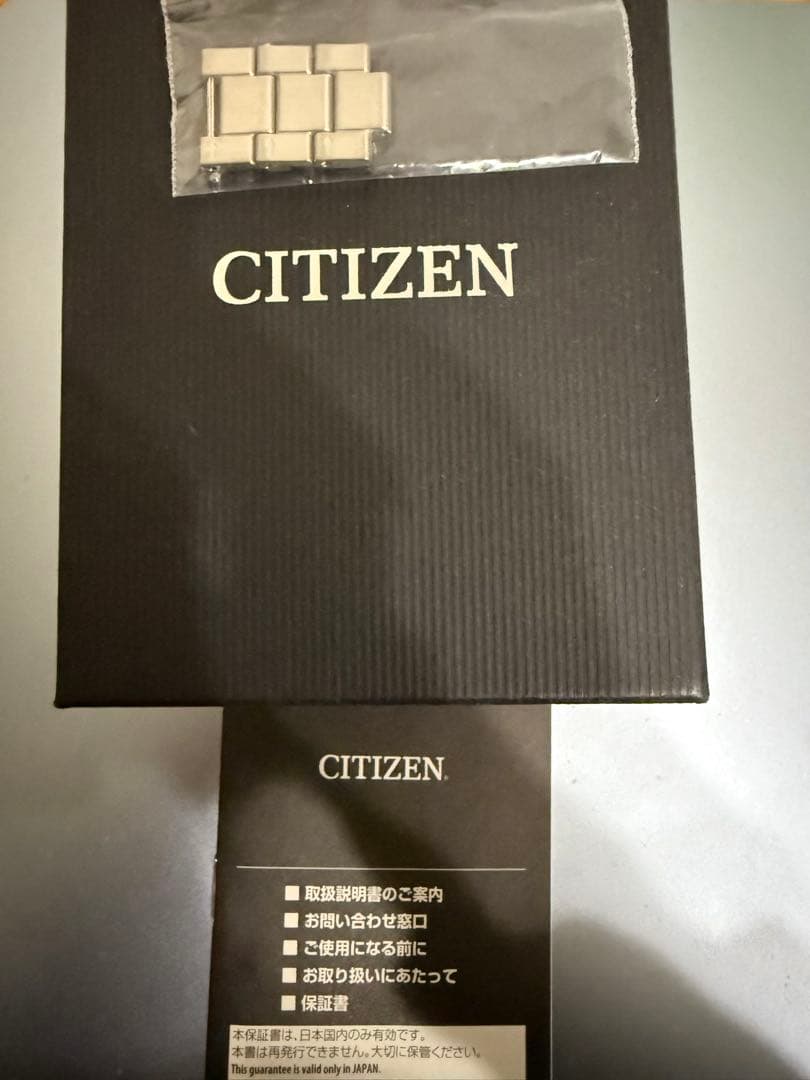 CITIZEN
CITIZEN
■ 取扱説明書のご案内
■ お問い合わせ窓口
■ ご使用になる前に
■ お取り扱いにあたって
■ 保証書
本保証書は、日本国内のみ有効です。
本書は再発行できません。大切に保管ください。
This guarantee is valid only in JAPAN.